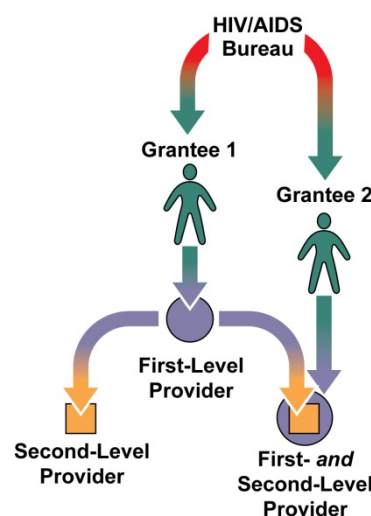 HIV/AIDS
Bureau
Grantee 1
Grantee 2
First-Level
Provider
Second-Level
Provider
First- and
Second-Level
Provider